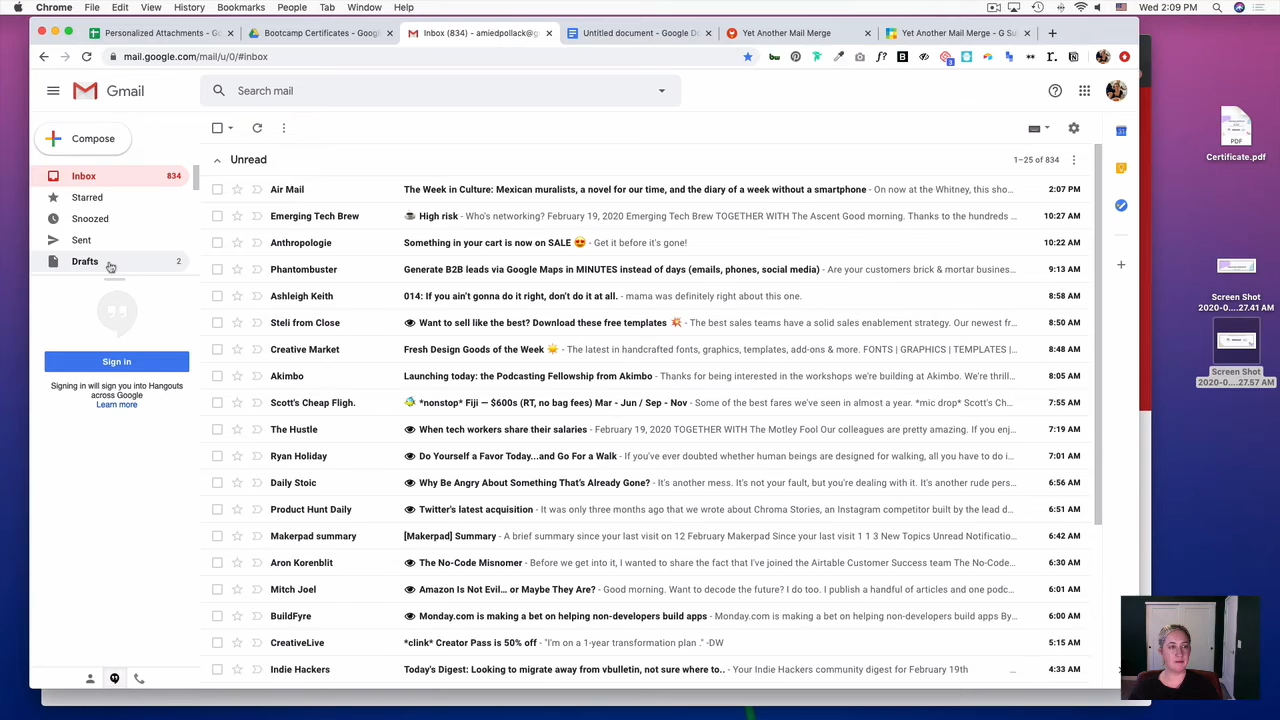 Chrome File Edit View History Bookmarks People Tab Window Help Wed 2:09 PM
Personalized Attachments - G Bootcamp Certificates - Googl Inbox (834) - amiedpollack@g Untitled document - Google D Yet Another Mail Merge Yet Another Mail Merge - G Su
mail.google.com/mail/u/0/#inbox
Gmail Search mail
Compose
Unread 1–25 of 834
Inbox 834
Starred
Snoozed
Sent
Drafts 2
Sign in
Signing in will sign you into Hangouts
across Google
Learn more
Air Mail The Week in Culture: Mexican muralists, a novel for our time, and the diary of a week without a smartphone - On now at the Whitney, this sho... 2:07 PM
Emerging Tech Brew ☕ High risk - Who's networking? February 19, 2020 Emerging Tech Brew TOGETHER WITH The Ascent Good morning. Thanks to the hundreds ... 10:27 AM
Anthropologie Something in your cart is now on SALE 😍 - Get it before it's gone! 10:22 AM
Phantombuster Generate B2B leads via Google Maps in MINUTES instead of days (emails, phones, social media) - Are your customers brick & mortar busines... 9:13 AM
Ashleigh Keith 014: If you ain't gonna do it right, don't do it at all. - mama was definitely right about this one. 8:58 AM
Steli from Close Want to sell like the best? Download these free templates 💥 - The best sales teams have a solid sales enablement strategy. Our newest fr... 8:50 AM
Creative Market Fresh Design Goods of the Week ☀️ - The latest in handcrafted fonts, graphics, templates, add-ons & more. FONTS | GRAPHICS | TEMPLATES |... 8:48 AM
Akimbo Launching today: the Podcasting Fellowship from Akimbo - Thanks for being interested in the workshops we're building at Akimbo. We're thrill... 8:05 AM
Scott's Cheap Fligh. *nonstop* Fiji — $600s (RT, no bag fees) Mar - Jun / Sep - Nov - Some of the best fares we've seen in almost a year. *mic drop* Scott's Ch... 7:55 AM
The Hustle When tech workers share their salaries - February 19, 2020 TOGETHER WITH The Motley Fool Our colleagues are pretty amazing. If you enj... 7:19 AM
Ryan Holiday Do Yourself a Favor Today...and Go For a Walk - If you've ever doubted whether human beings are designed for walking, all you have to do i... 7:01 AM
Daily Stoic Why Be Angry About Something That's Already Gone? - It's another mess. It's not your fault, but you're dealing with it. It's another rude pers... 6:56 AM
Product Hunt Daily Twitter's latest acquisition - It was only three months ago that we wrote about Chroma Stories, an Instagram competitor built by the lead d... 6:51 AM
Makerpad summary [Makerpad] Summary - A brief summary since your last visit on 12 February Makerpad Since your last visit 1 1 3 New Topics Unread Notificatio... 6:42 AM
Aron Korenblit The No-Code Misnomer - Before we get into it, I wanted to share the fact that I've joined the Airtable Customer Success team The No-Code... 6:30 AM
Mitch Joel Amazon Is Not Evil... or Maybe They Are? - Good morning. Want to decode the future? I do too. I publish a handful of articles and one podc... 6:01 AM
BuildFyre Monday.com is making a bet on helping non-developers build apps - Monday.com is making a bet on helping non-developers build apps By... 6:00 AM
CreativeLive *clink* Creator Pass is 50% off - "I'm on a 1-year transformation plan ." -DW 5:15 AM
Indie Hackers Today's Digest: Looking to migrate away from vbulletin, not sure where to.. - Your Indie Hackers community digest for February 19th ... 4:33 AM
PDF
Certificate.pdf
Screen Shot
2020-0....27.41 AM
Screen Shot
2020-0....27.57 AM